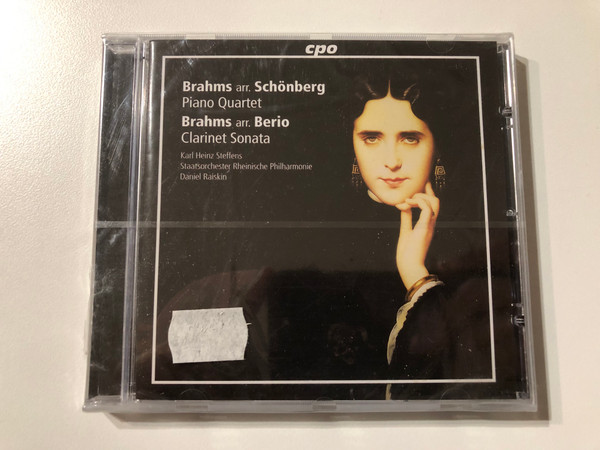 cpo
Brahms arr. Schönberg
Piano Quartet
Brahms arr. Berio
Clarinet Sonata
Karl Heinz Steffens
Staatsorchester Rheinische Philharmonie
Daniel Raiskin